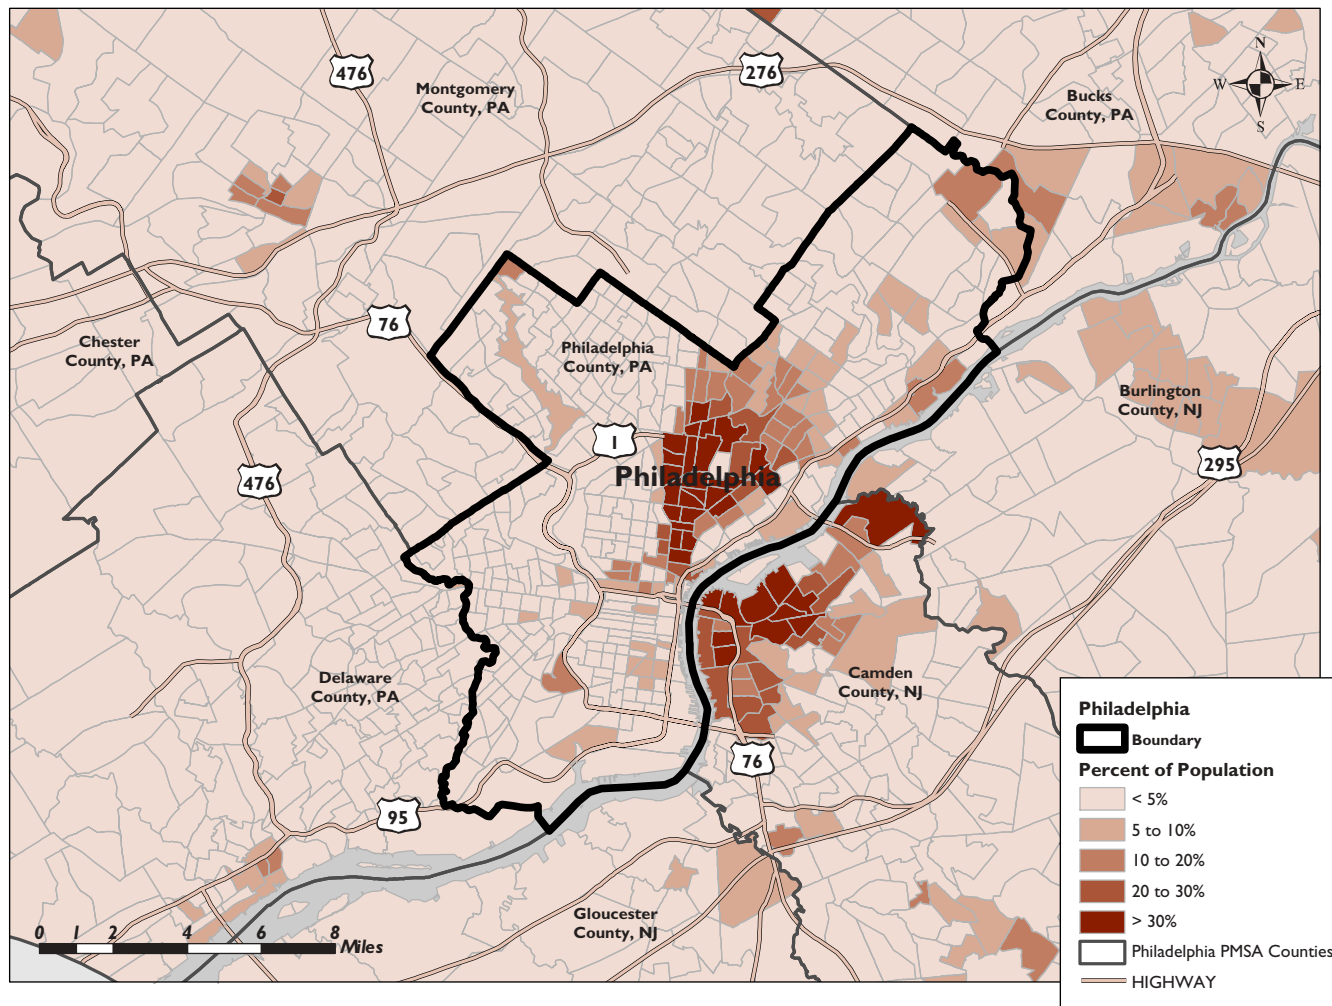 476
Montgomery
County, PA
276
Bucks
County, PA
N
W
E
S
76
Chester
County, PA
Philadelphia
County, PA
1
Philadelphia
Burlington
County, NJ
295
476
Delaware
County, PA
Camden
County, NJ
76
95
Gloucester
County, NJ
0 1 2 4 6 8
Miles
Philadelphia
Boundary
Percent of Population
< 5%
5 to 10%
10 to 20%
20 to 30%
> 30%
Philadelphia PMSA Counties
HIGHWAY